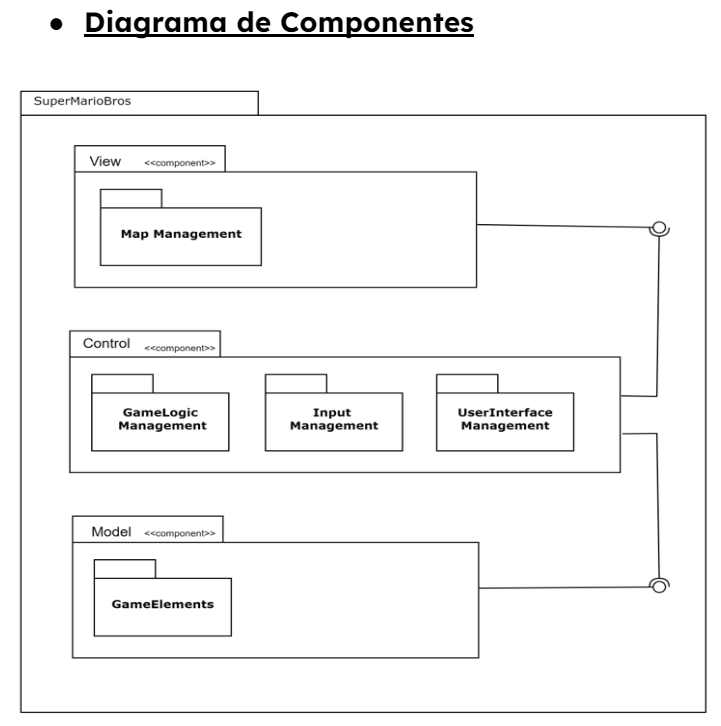 Diagrama de Componentes
SuperMarioBros
View <<component>>
Map Management
Control <<component>>
GameLogic
Management
Input
Management
UserInterface
Management
Model <<component>>
GameElements